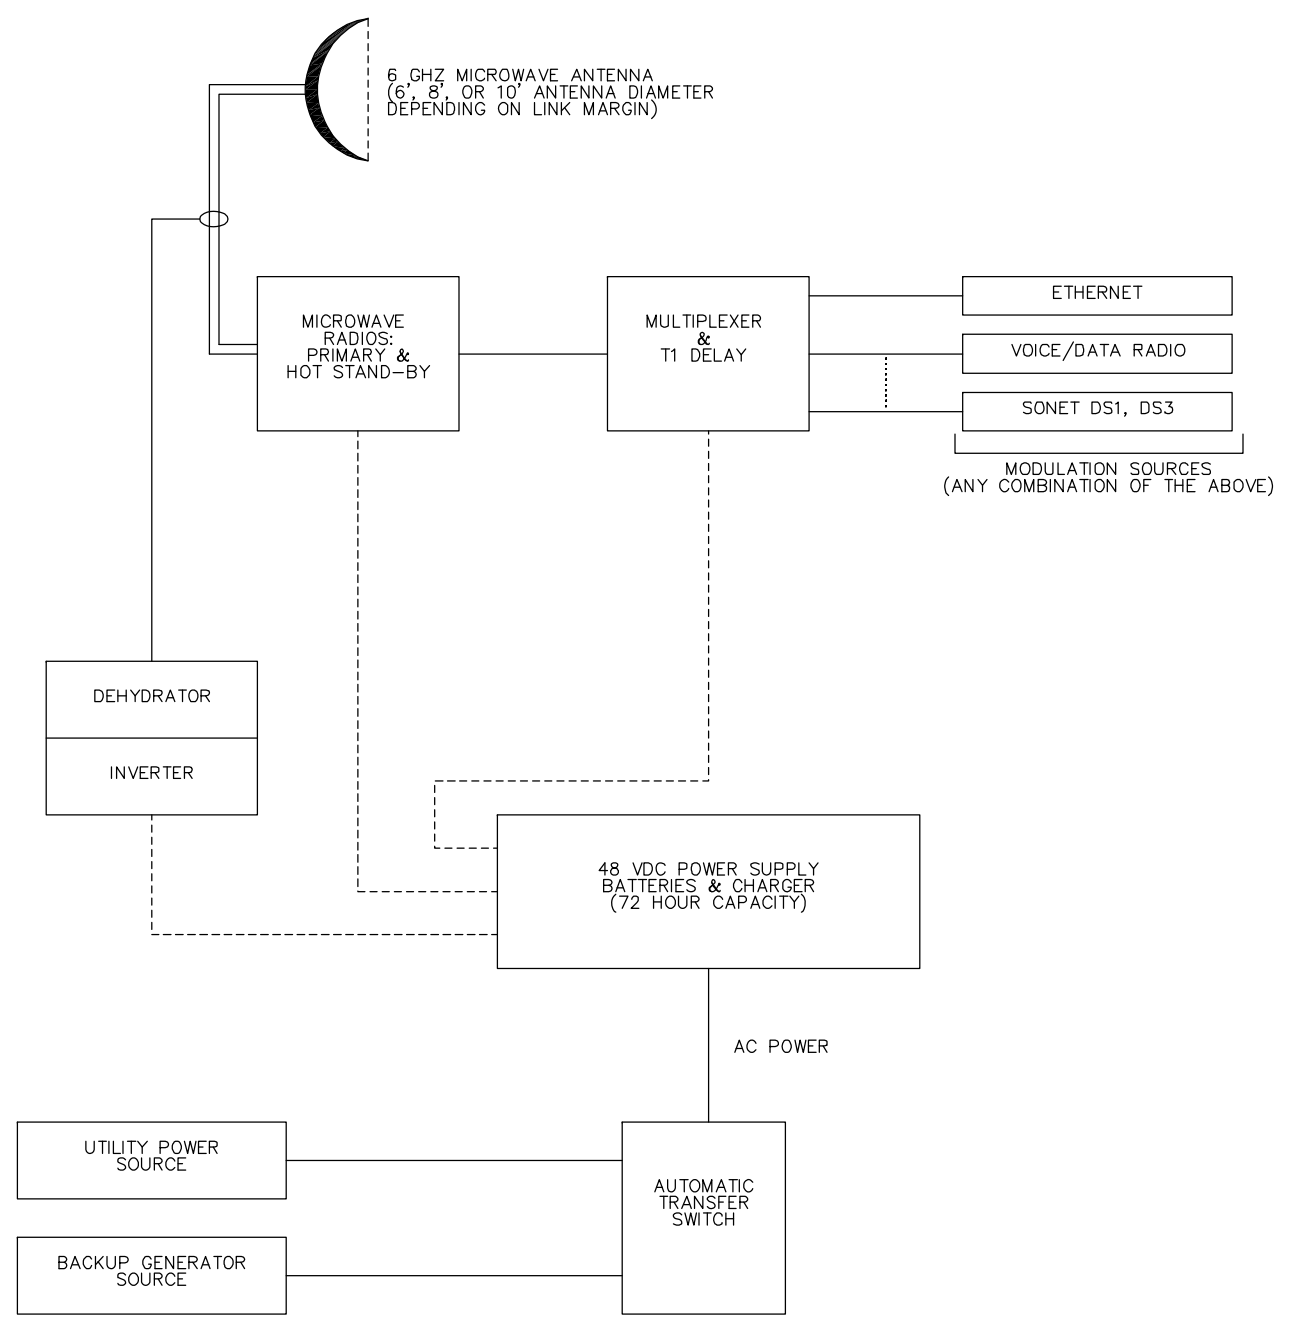 6 GHZ MICROWAVE ANTENNA
(6', 8', OR 10' ANTENNA DIAMETER
DEPENDING ON LINK MARGIN)
MICROWAVE
RADIOS:
PRIMARY &
HOT STAND-BY
MULTIPLEXER
&
T1 DELAY
ETHERNET
VOICE/DATA RADIO
SONET DS1, DS3
MODULATION SOURCES
(ANY COMBINATION OF THE ABOVE)
DEHYDRATOR
INVERTER
48 VDC POWER SUPPLY
BATTERIES & CHARGER
(72 HOUR CAPACITY)
AC POWER
UTILITY POWER
SOURCE
AUTOMATIC
TRANSFER
SWITCH
BACKUP GENERATOR
SOURCE